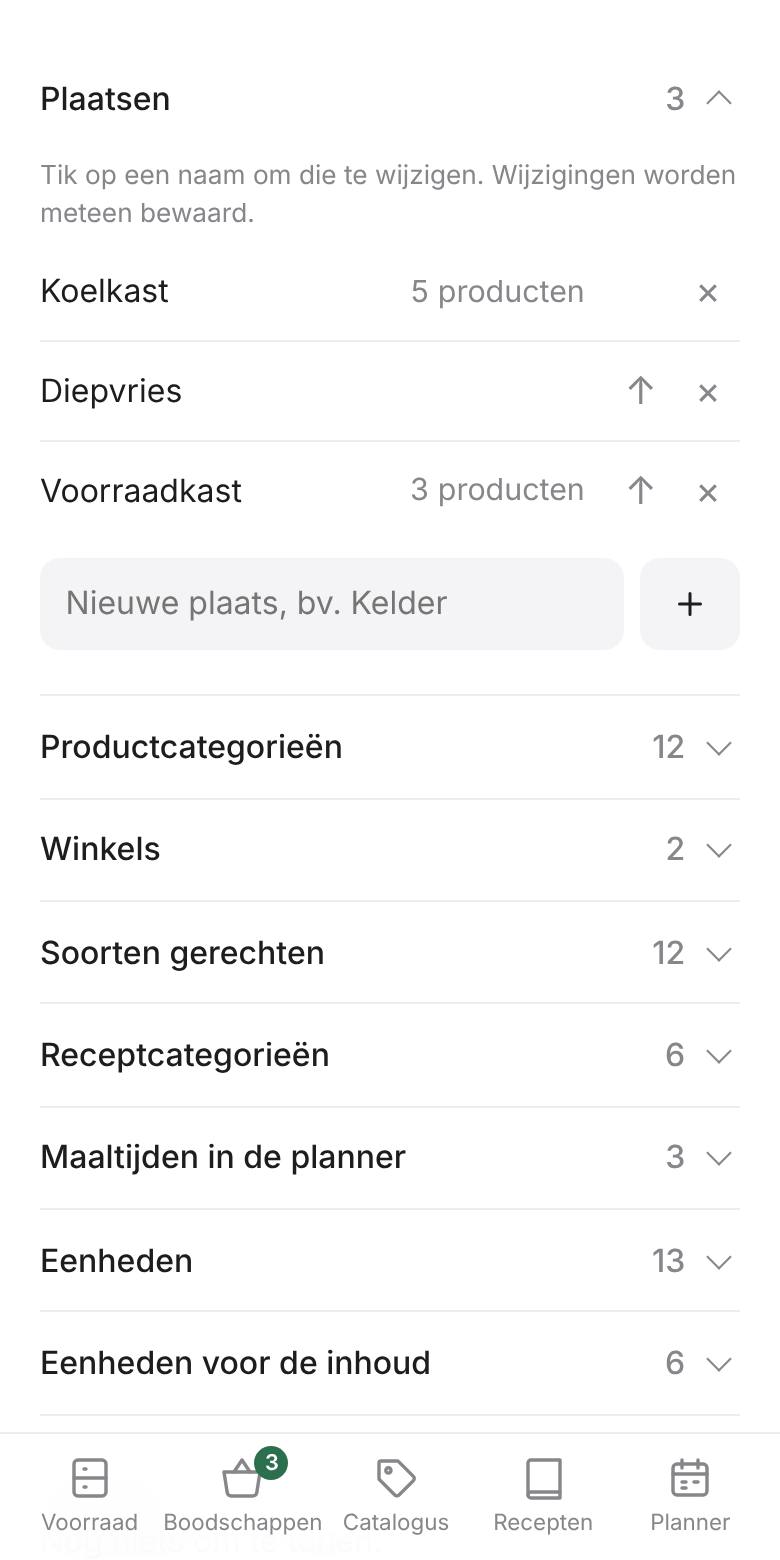 Plaatsen 3
Tik op een naam om die te wijzigen. Wijzigingen worden
meteen bewaard.
Koelkast 5 producten ×
Diepvries ↑ ×
Voorraadkast 3 producten ↑ ×
Nieuwe plaats, bv. Kelder +
Productcategorieën 12
Winkels 2
Soorten gerechten 12
Receptcategorieën 6
Maaltijden in de planner 3
Eenheden 13
Eenheden voor de inhoud 6
3
Voorraad Boodschappen Catalogus Recepten Planner